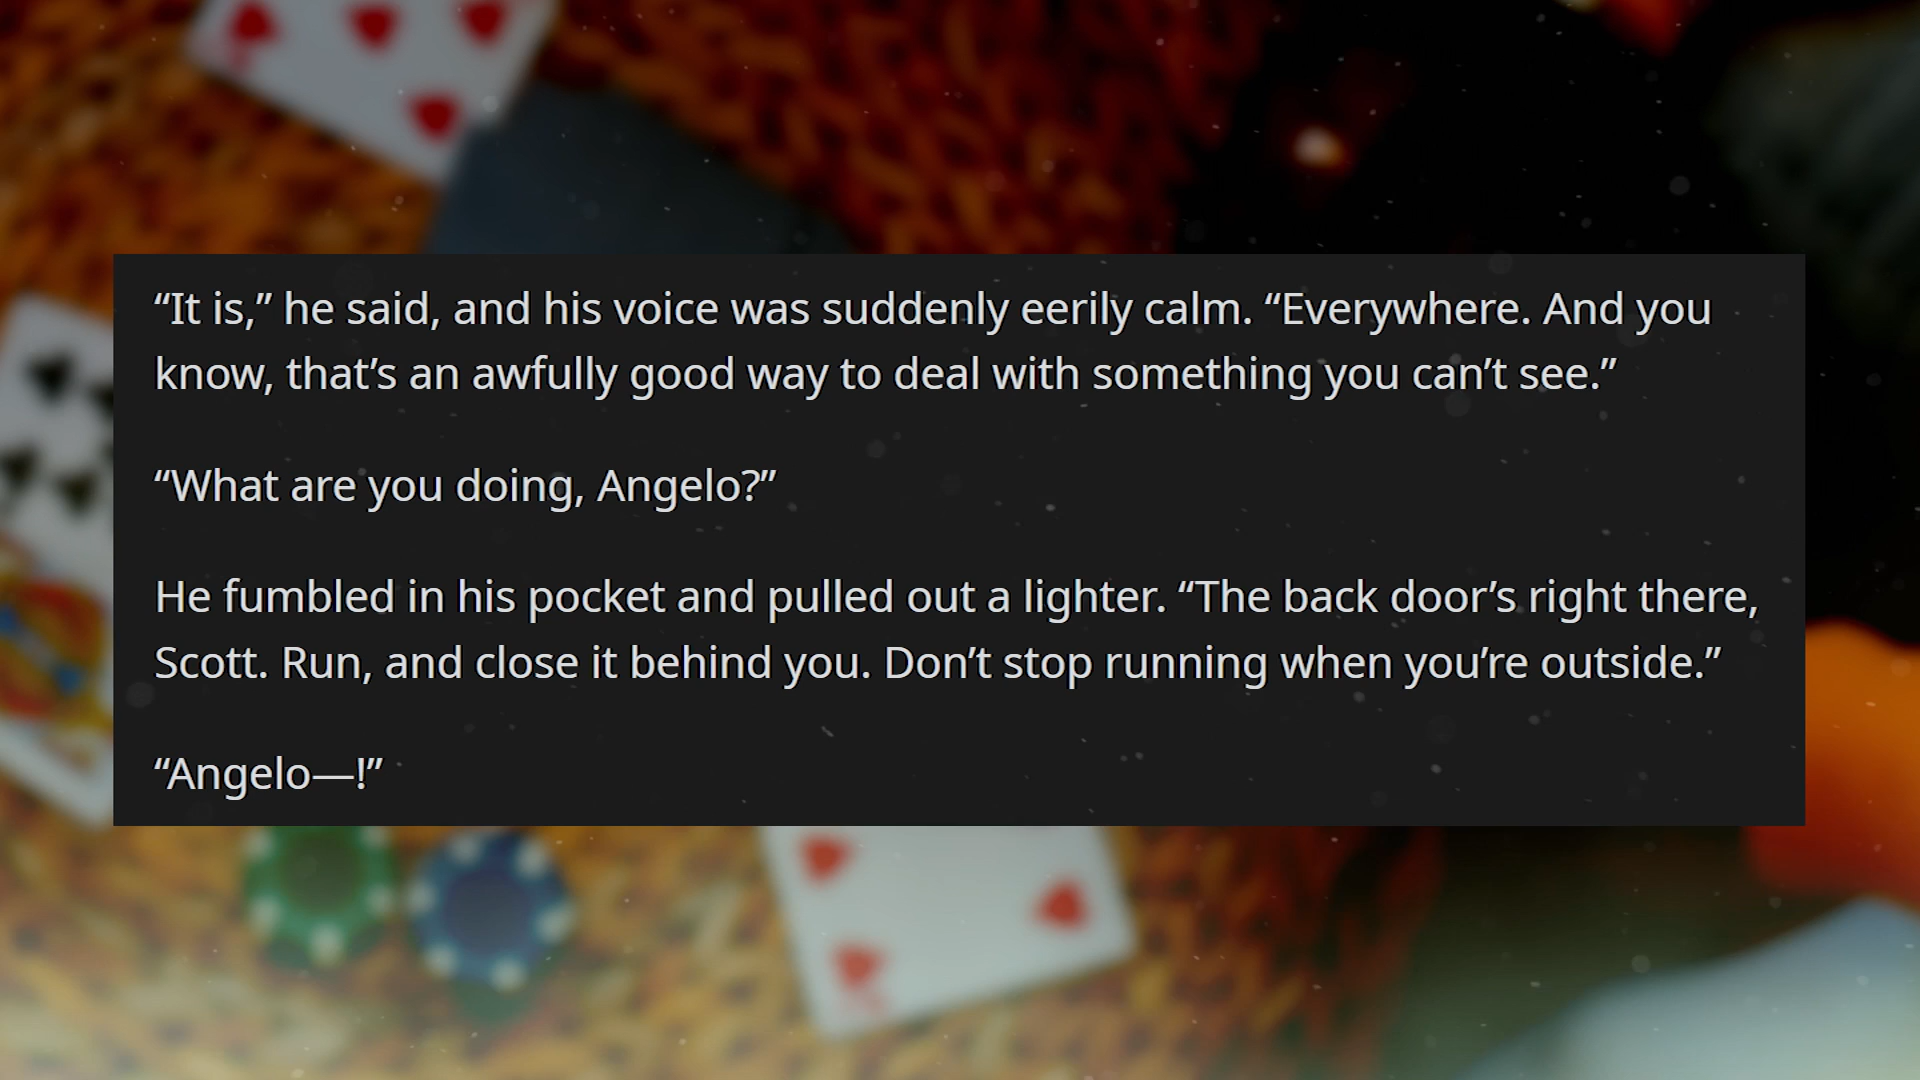 “It is,” he said, and his voice was suddenly eerily calm. “Everywhere. And you
know, that’s an awfully good way to deal with something you can’t see.”
“What are you doing, Angelo?”
He fumbled in his pocket and pulled out a lighter. “The back door’s right there,
Scott. Run, and close it behind you. Don’t stop running when you’re outside.”
“Angelo—!”